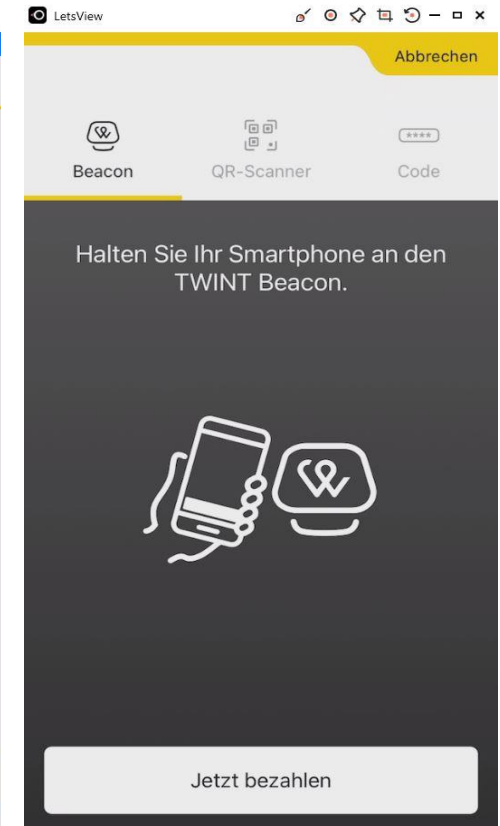 LetsView
Abbrechen
Beacon
QR-Scanner
****
Code
Halten Sie Ihr Smartphone an den
TWINT Beacon.
Jetzt bezahlen